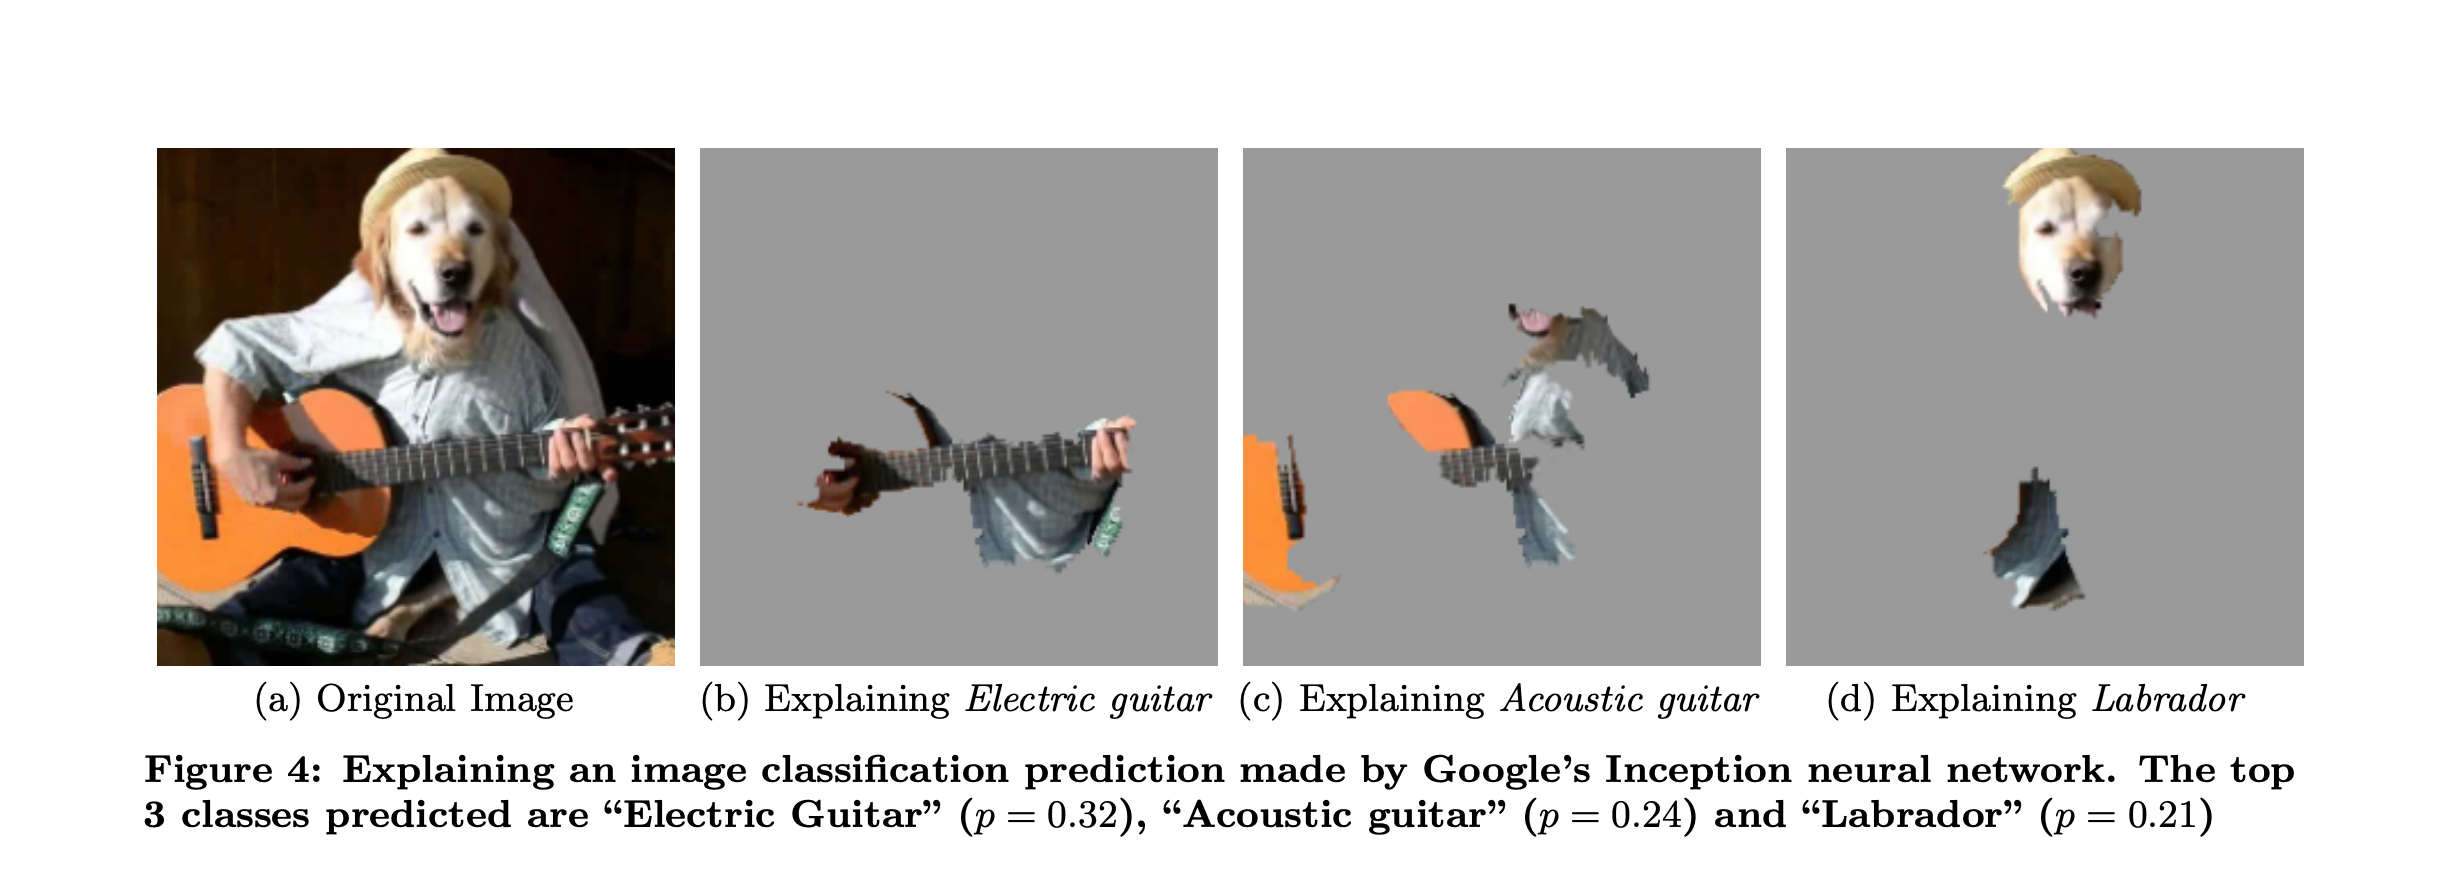 (a) Original Image
(b) Explaining Electric guitar
(c) Explaining Acoustic guitar
(d) Explaining Labrador
Figure 4: Explaining an image classification prediction made by Google’s Inception neural network. The top
3 classes predicted are “Electric Guitar” (p = 0.32), “Acoustic guitar” (p = 0.24) and “Labrador” (p = 0.21)